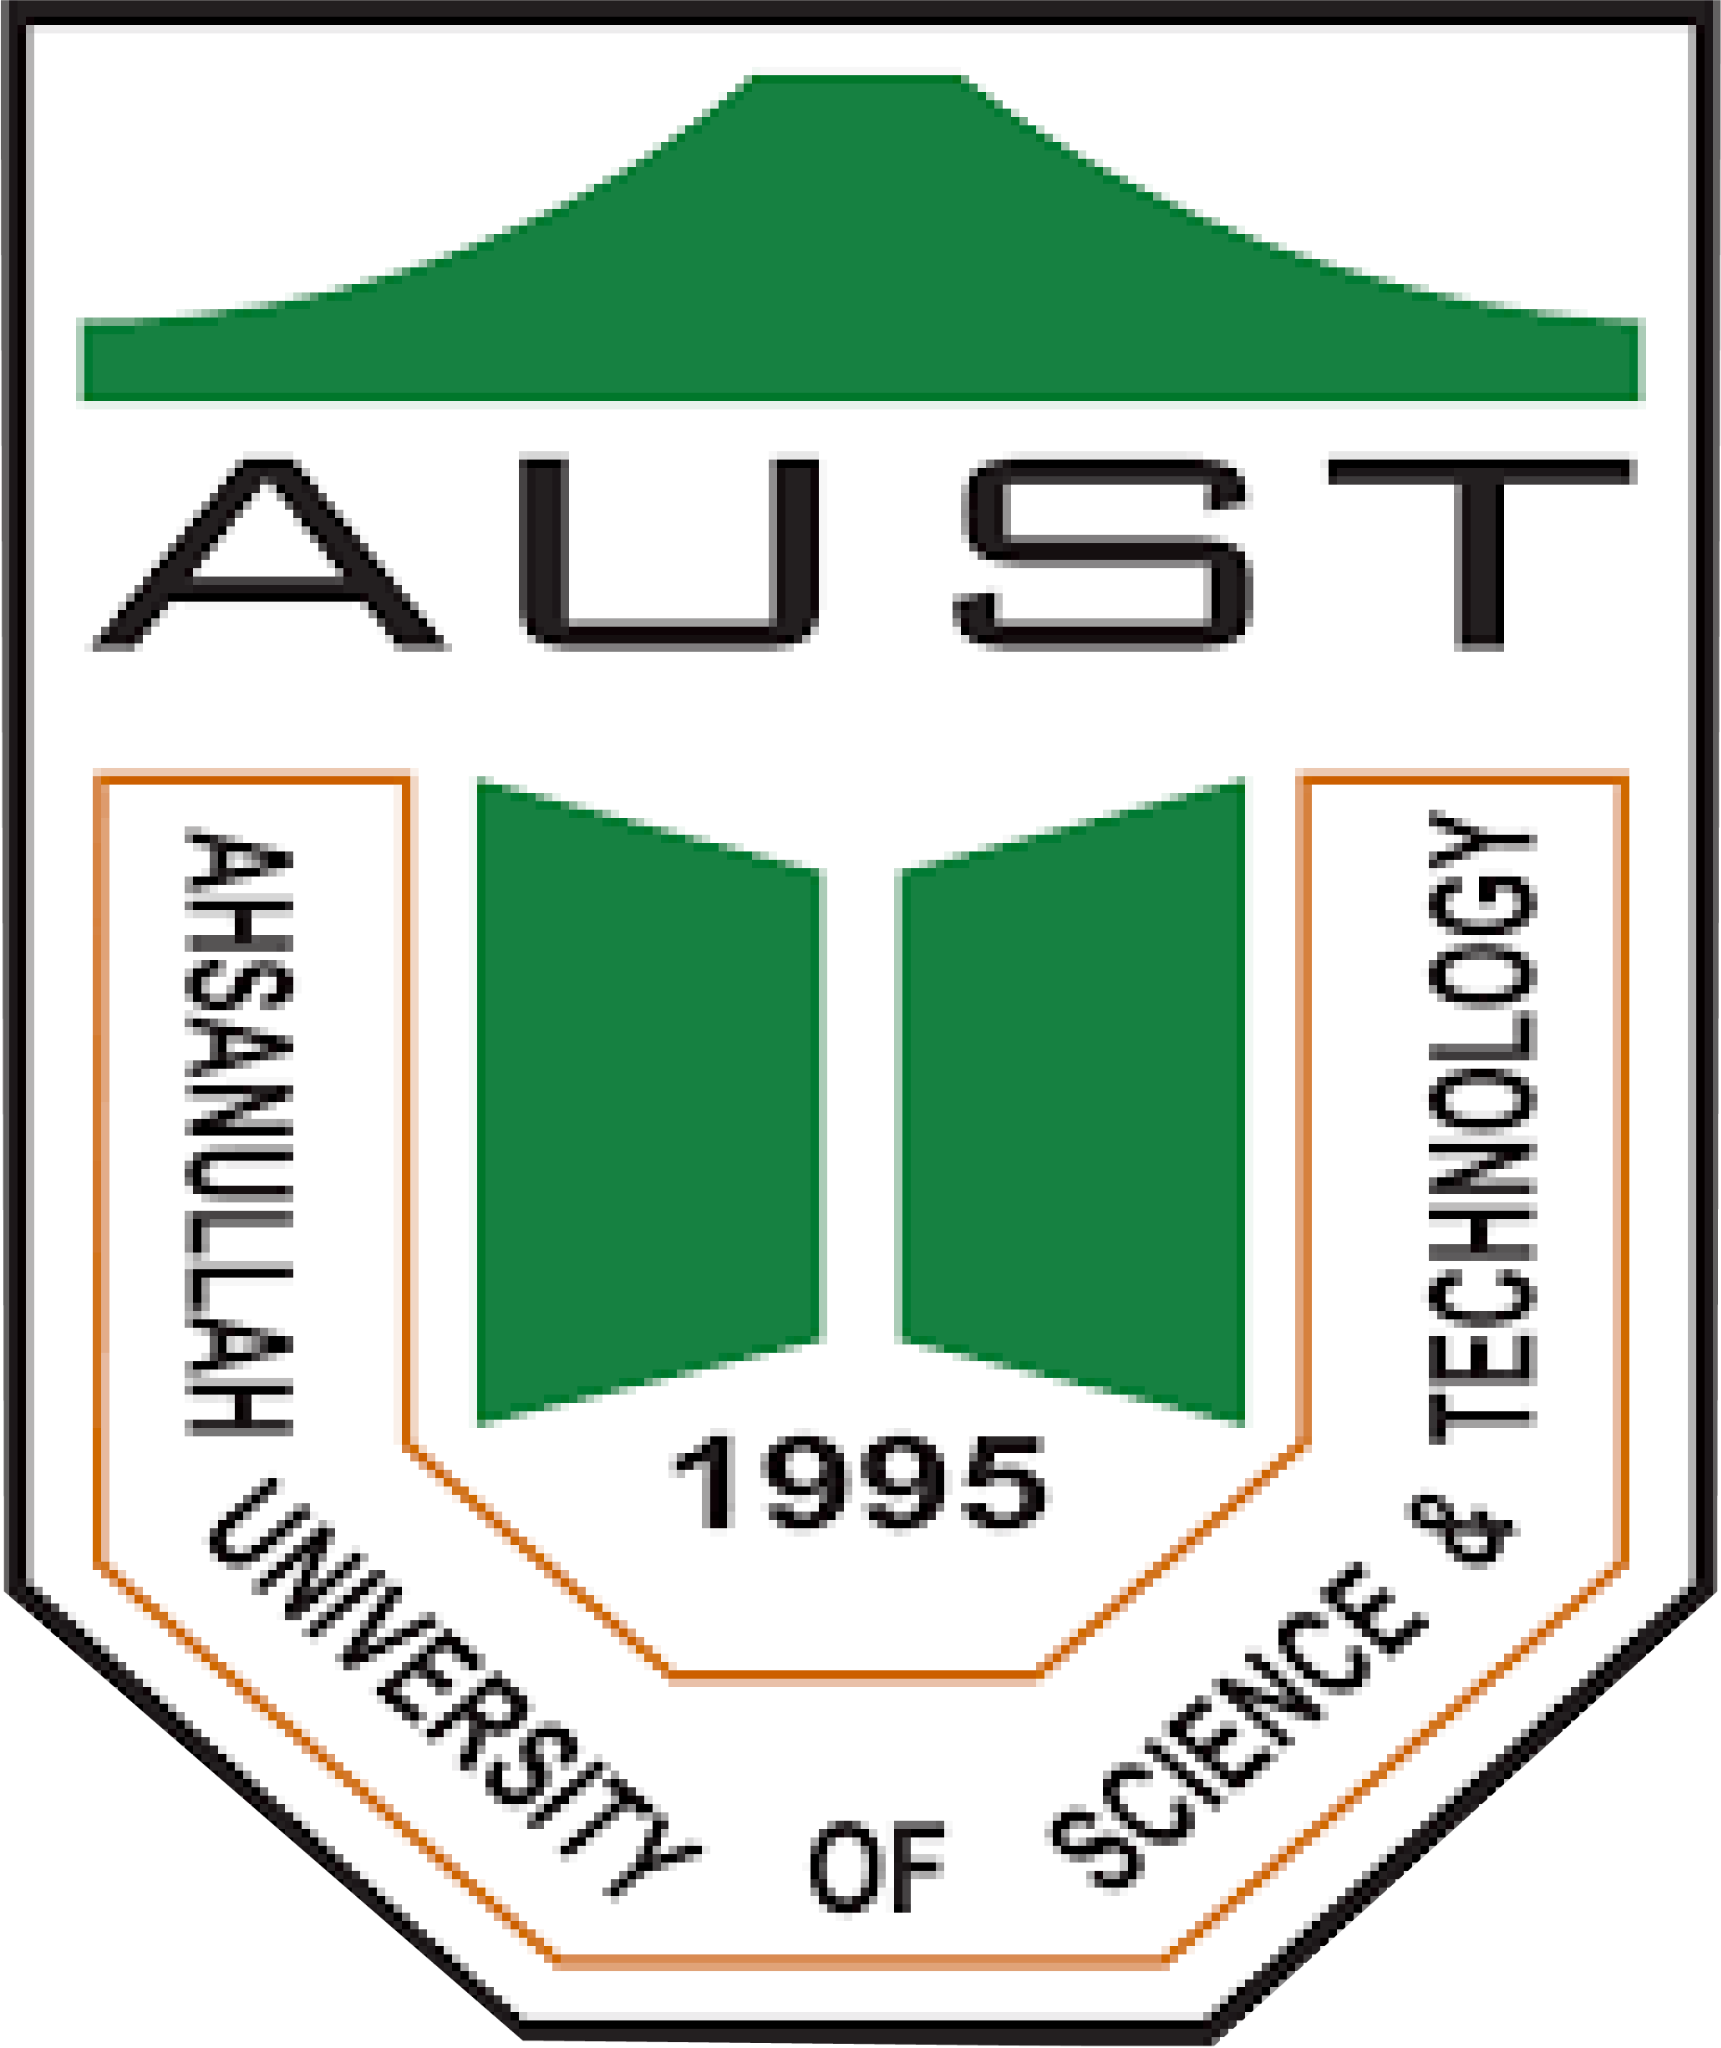 AUST
1995
AHSANULLAH UNIVERSITY OF SCIENCE & TECHNOLOGY